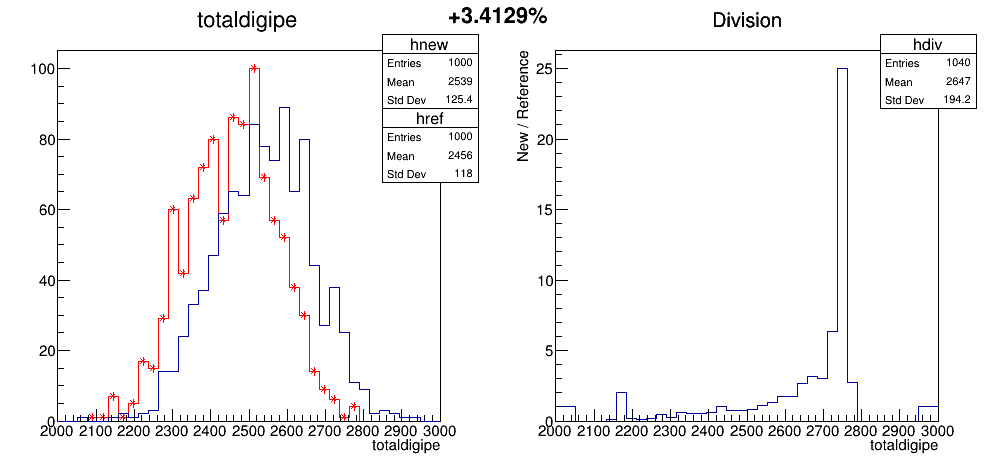 +3.4129%
totaldigipe
hnew
Entries 1000
Mean 2539
Std Dev 125.4
href
Entries 1000
Mean 2456
Std Dev 118
100
80
60
40
20
0
2000 2100 2200 2300 2400 2500 2600 2700 2800 2900 3000
totaldigipe
Division
hdiv
Entries 1040
Mean 2647
Std Dev 194.2
New / Reference
25
20
15
10
5
0
2000 2100 2200 2300 2400 2500 2600 2700 2800 2900 3000
totaldigipe